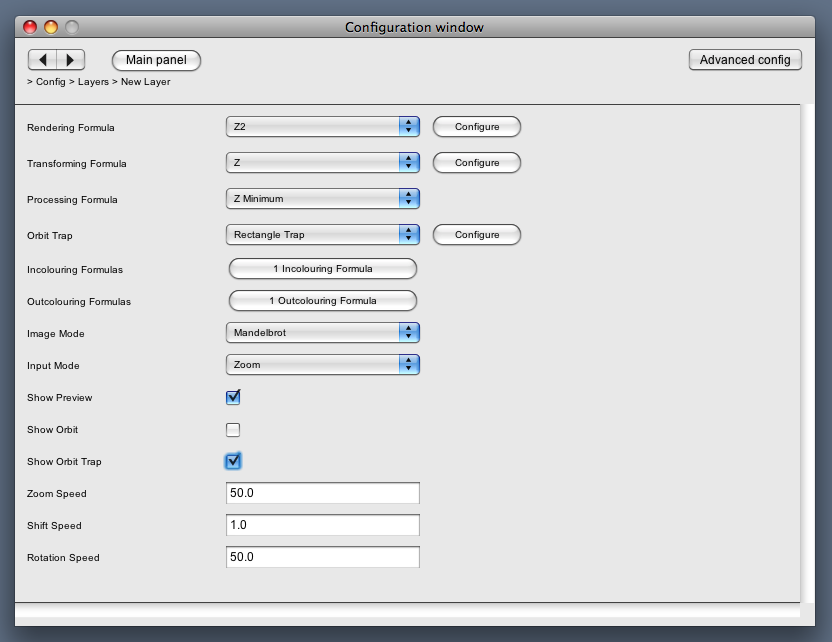 Configuration window
Main panel
Advanced config
> Config > Layers > New Layer
Rendering Formula Z2 Configure
Transforming Formula Z Configure
Processing Formula Z Minimum
Orbit Trap Rectangle Trap Configure
Incolouring Formulas 1 Incolouring Formula
Outcolouring Formulas 1 Outcolouring Formula
Image Mode Mandelbrot
Input Mode Zoom
Show Preview
Show Orbit
Show Orbit Trap
Zoom Speed 50.0
Shift Speed 1.0
Rotation Speed 50.0